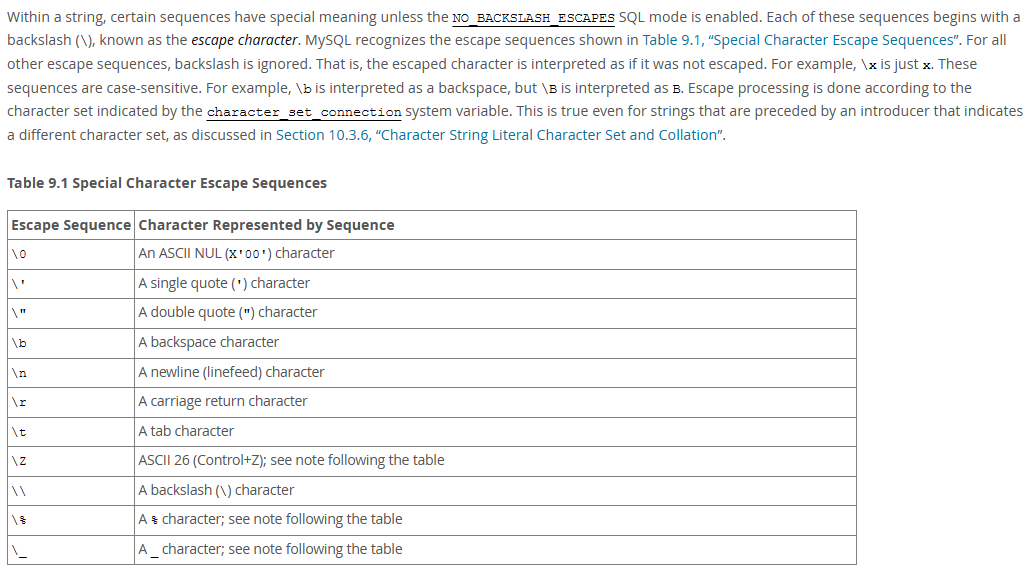 Within a string, certain sequences have special meaning unless the NO_BACKSLASH_ESCAPES SQL mode is enabled. Each of these sequences begins with a
backslash (\), known as the escape character. MySQL recognizes the escape sequences shown in Table 9.1, “Special Character Escape Sequences”. For all
other escape sequences, backslash is ignored. That is, the escaped character is interpreted as if it was not escaped. For example, \x is just x. These
sequences are case-sensitive. For example, \b is interpreted as a backspace, but \B is interpreted as B. Escape processing is done according to the
character set indicated by the character_set_connection system variable. This is true even for strings that are preceded by an introducer that indicates
a different character set, as discussed in Section 10.3.6, “Character String Literal Character Set and Collation”.
Table 9.1 Special Character Escape Sequences
Escape Sequence Character Represented by Sequence
\0 An ASCII NUL (X'00') character
\' A single quote (') character
\" A double quote (") character
\b A backspace character
\n A newline (linefeed) character
\r A carriage return character
\t A tab character
\Z ASCII 26 (Control+Z); see note following the table
\\ A backslash (\) character
\% A % character; see note following the table
\_ A _ character; see note following the table